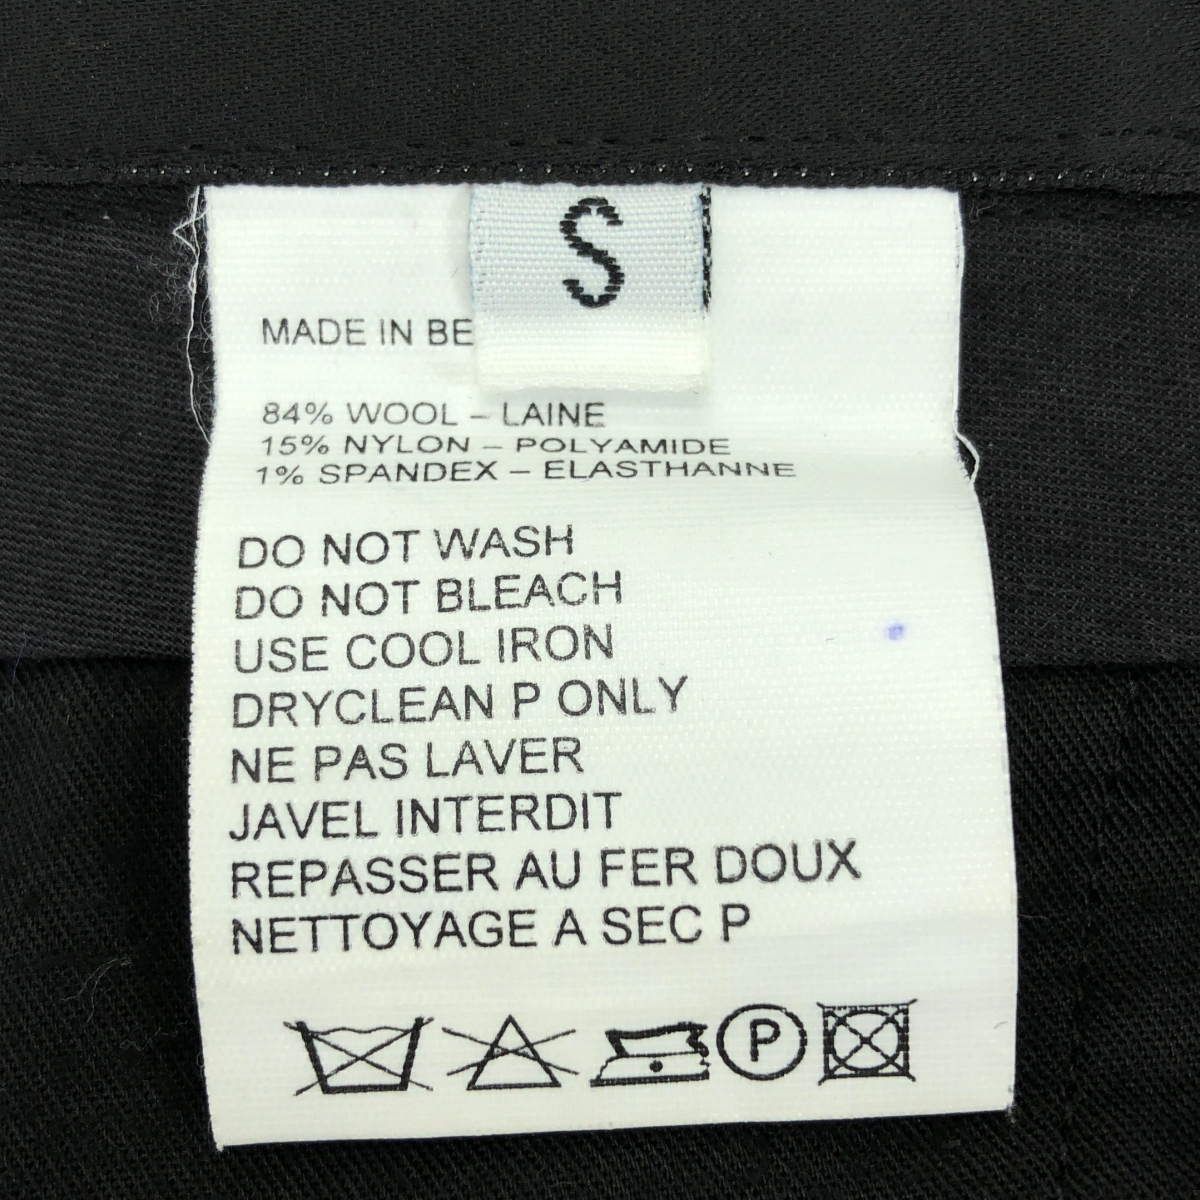 S
MADE IN BE
84% WOOL – LAINE
15% NYLON – POLYAMIDE
1% SPANDEX – ELASTHANNE
DO NOT WASH
DO NOT BLEACH
USE COOL IRON
DRYCLEAN P ONLY
NE PAS LAVER
JAVEL INTERDIT
REPASSER AU FER DOUX
NETTOYAGE A SEC P
P